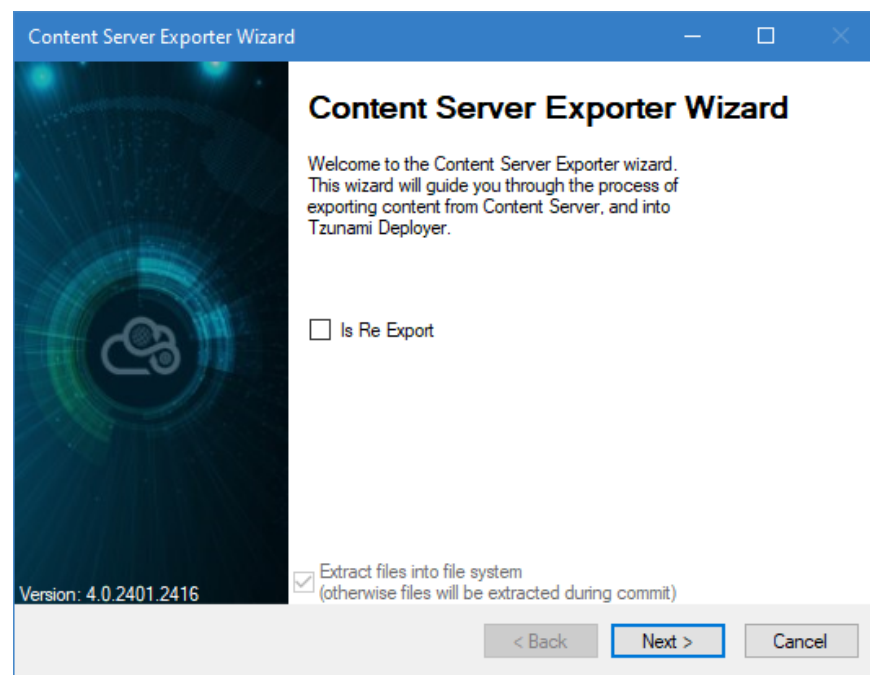 Content Server Exporter Wizard
Content Server Exporter Wizard
Welcome to the Content Server Exporter wizard.
This wizard will guide you through the process of
exporting content from Content Server, and into
Tzunami Deployer.
Is Re Export
Extract files into file system
(otherwise files will be extracted during commit)
Version: 4.0.2401.2416
< Back
Next >
Cancel